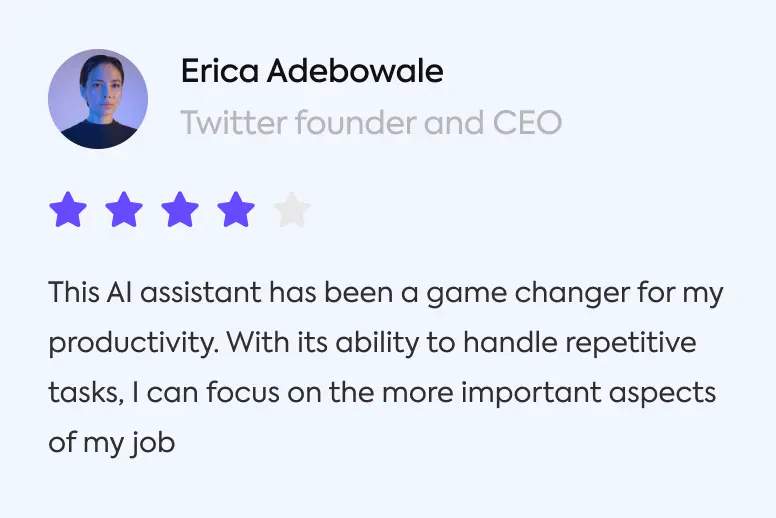 Erica Adebowale
Twitter founder and CEO
This AI assistant has been a game changer for my
productivity. With its ability to handle repetitive
tasks, I can focus on the more important aspects
of my job